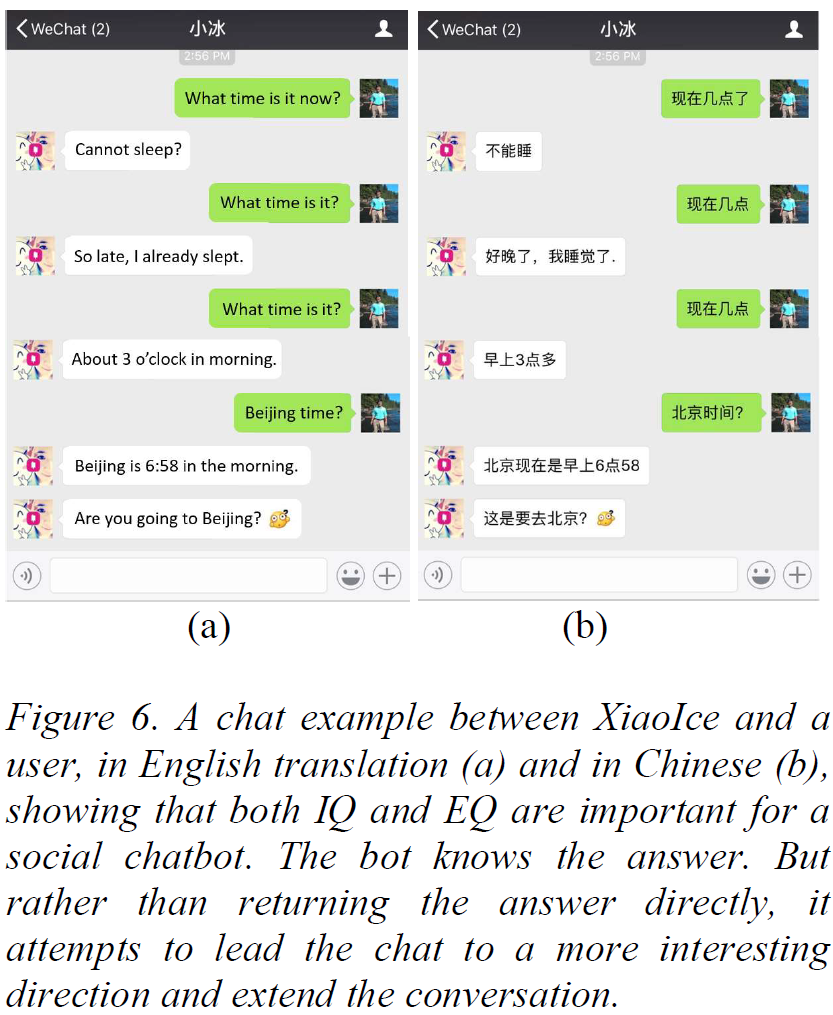 WeChat (2)
小冰
2:56 PM
What time is it now?
Cannot sleep?
What time is it?
So late, I already slept.
What time is it?
About 3 o’clock in morning.
Beijing time?
Beijing is 6:58 in the morning.
Are you going to Beijing?
(a)
WeChat (2)
小冰
2:56 PM
现在几点了
不能睡
现在几点
好晚了，我睡觉了.
现在几点
早上3点多
北京时间？
北京现在是早上6点58
这是要去北京？
(b)
Figure 6. A chat example between XiaoIce and a
user, in English translation (a) and in Chinese (b),
showing that both IQ and EQ are important for a
social chatbot. The bot knows the answer. But
rather than returning the answer directly, it
attempts to lead the chat to a more interesting
direction and extend the conversation.